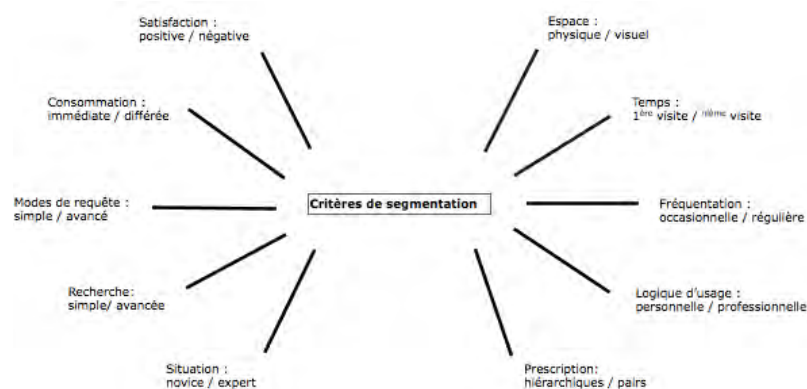 Satisfaction :
positive / négative
Espace :
physique / visuel
Consommation :
immédiate / différée
Temps :
1ère visite / nième visite
Modes de requête :
simple / avancé
Critères de segmentation
Fréquentation :
occasionnelle / régulière
Recherche:
simple/ avancée
Logique d'usage :
personnelle / professionnelle
Situation :
novice / expert
Prescription:
hiérarchiques / pairs